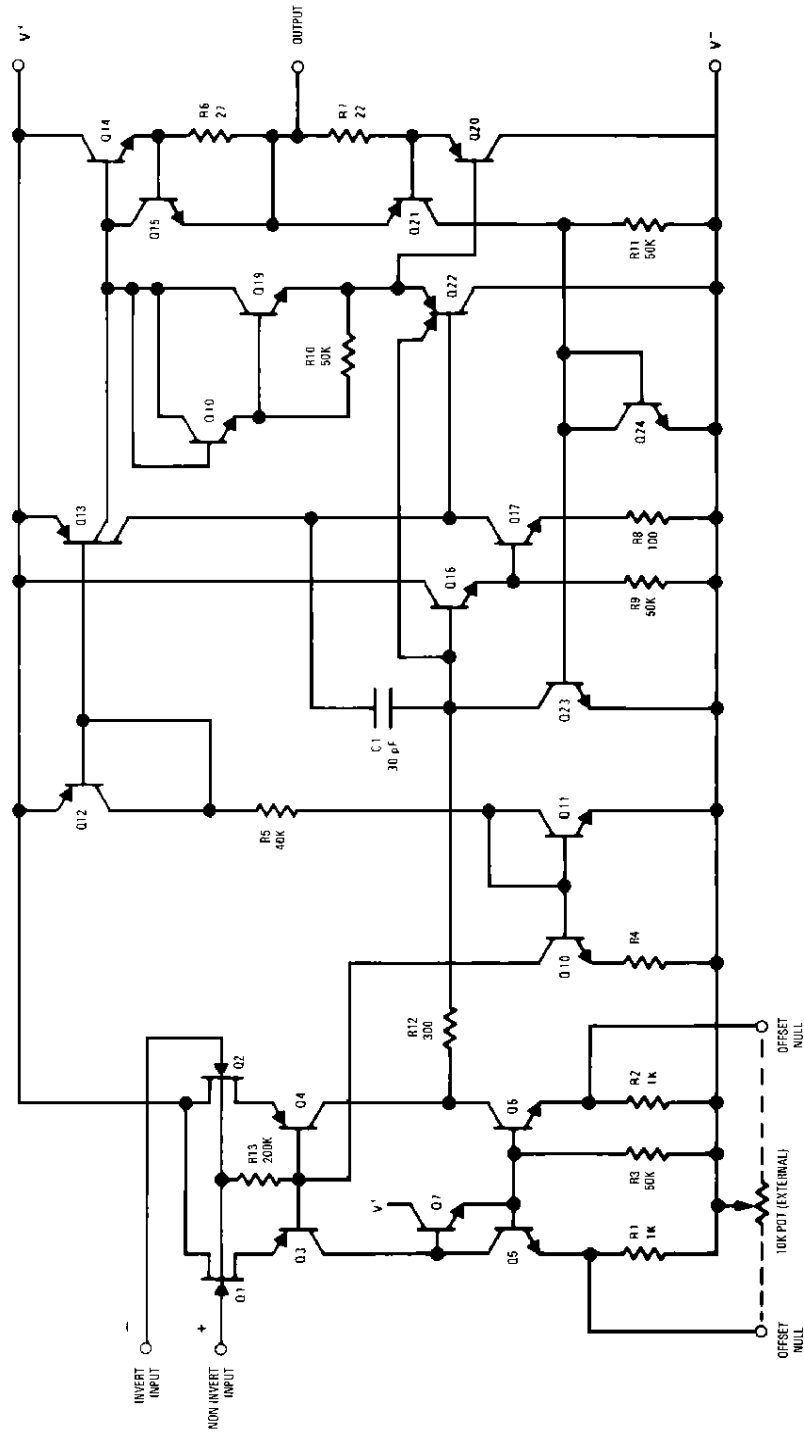 INVERT
INPUT
−
NON INVERT
INPUT
+
Q1
Q2
Q3
Q4
R13
200K
Q7
V+
Q5
Q6
R1
1K
R3
50K
R2
1K
OFFSET
NULL
10K POT (EXTERNAL)
OFFSET
NULL
R12
300
Q10
R4
Q11
R5
40K
Q12
C1
30 pF
Q23
Q13
Q16
Q17
R9
50K
R8
100
Q19
R10
50K
Q22
Q24
Q14
R6
27
OUTPUT
R7
22
Q21
Q20
R11
50K
V+
V−